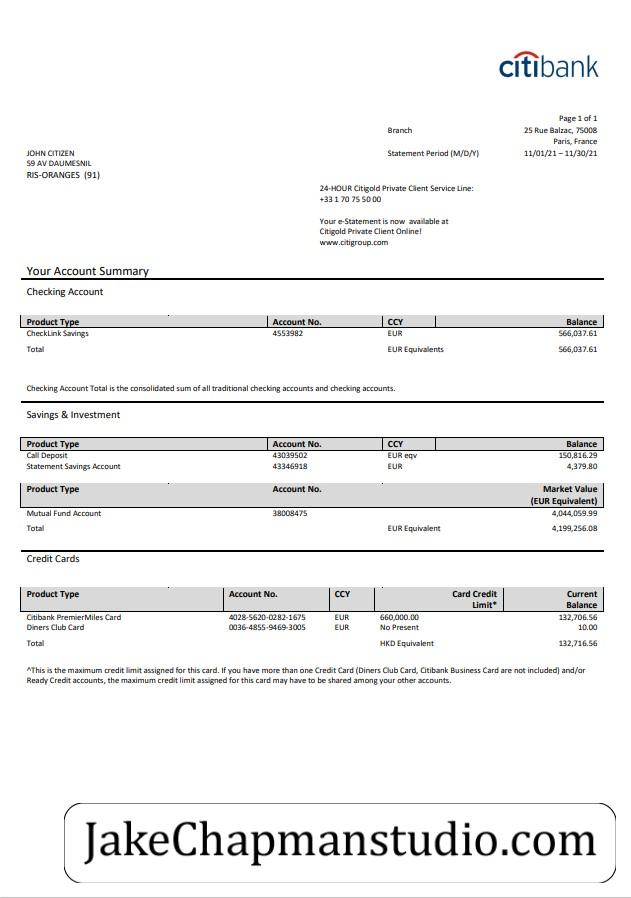 citibank
Page 1 of 1
Branch 25 Rue Balzac, 75008
Paris, France
JOHN CITIZEN Statement Period (M/D/Y) 11/01/21 – 11/30/21
59 AV DAUMESNIL
RIS-ORANGES (91)
24-HOUR Citigold Private Client Service Line:
+33 1 70 75 50 00
Your e-Statement is now available at
Citigold Private Client Online!
www.citigroup.com
Your Account Summary
Checking Account
Product Type Account No. CCY Balance
CheckLink Savings 4553982 EUR 566,037.61
Total EUR Equivalents 566,037.61
Checking Account Total is the consolidated sum of all traditional checking accounts and checking accounts.
Savings & Investment
Product Type Account No. CCY Balance
Call Deposit 43039502 EUR eqv 150,816.29
Statement Savings Account 43346918 EUR 4,379.80
Product Type Account No. Market Value
(EUR Equivalent)
Mutual Fund Account 38008475 4,044,059.99
Total EUR Equivalent 4,199,256.08
Credit Cards
Product Type Account No. CCY Card Credit Current
Limit* Balance
Citibank PremierMiles Card 4028-5620-0282-1675 EUR 660,000.00 132,706.56
Diners Club Card 0036-4855-9469-3005 EUR No Present 10.00
Total HKD Equivalent 132,716.56
^This is the maximum credit limit assigned for this card. If you have more than one Credit Card (Diners Club Card, Citibank Business Card are not included) and/or
Ready Credit accounts, the maximum credit limit assigned for this card may have to be shared among your other accounts.
JakeChapmanstudio.com